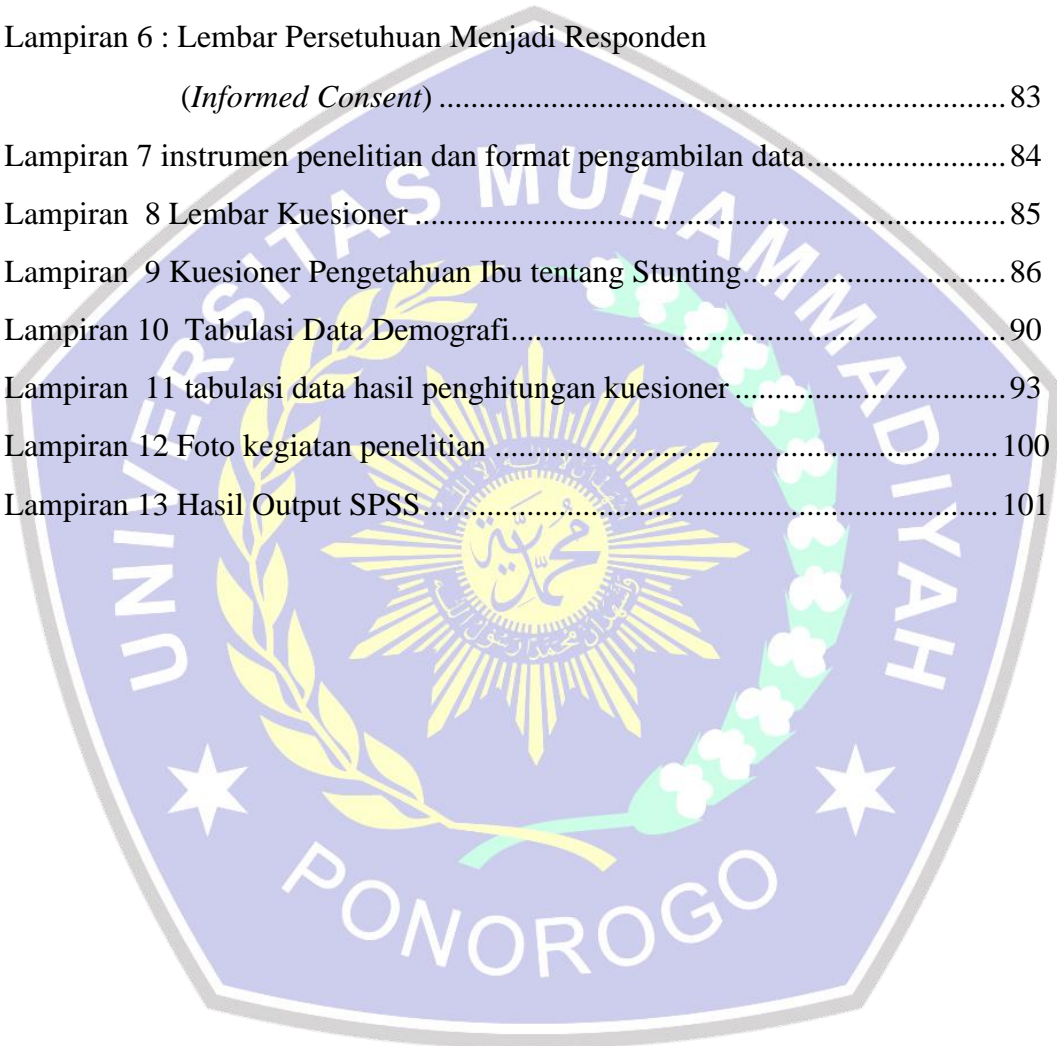 Lampiran 6 : Lembar Persetuhuan Menjadi Responden
(Informed Consent) ....................................................................... 83
Lampiran 7 instrumen penelitian dan format pengambilan data ......................... 84
Lampiran  8 Lembar Kuesioner .......................................................................... 85
Lampiran  9 Kuesioner Pengetahuan Ibu tentang Stunting ................................. 86
Lampiran 10  Tabulasi Data Demografi .............................................................. 90
Lampiran  11 tabulasi data hasil penghitungan kuesioner .................................. 93
Lampiran 12 Foto kegiatan penelitian ............................................................... 100
Lampiran 13 Hasil Output SPSS ........................................................................ 101
UNIVERSITAS MUHAMMADIYAH
محمدية
PONOROGO